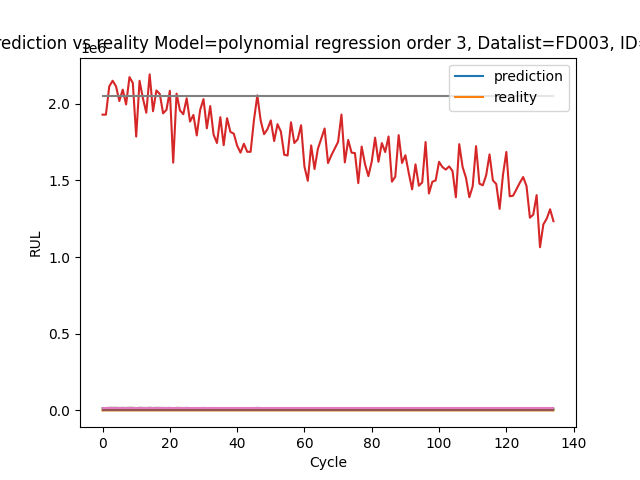 rediction vs reality Model=polynomial regression order 3, Datalist=FD003, ID=
1e6
prediction
reality
2.0
1.5
1.0
0.5
0.0
RUL
0 20 40 60 80 100 120 140
Cycle